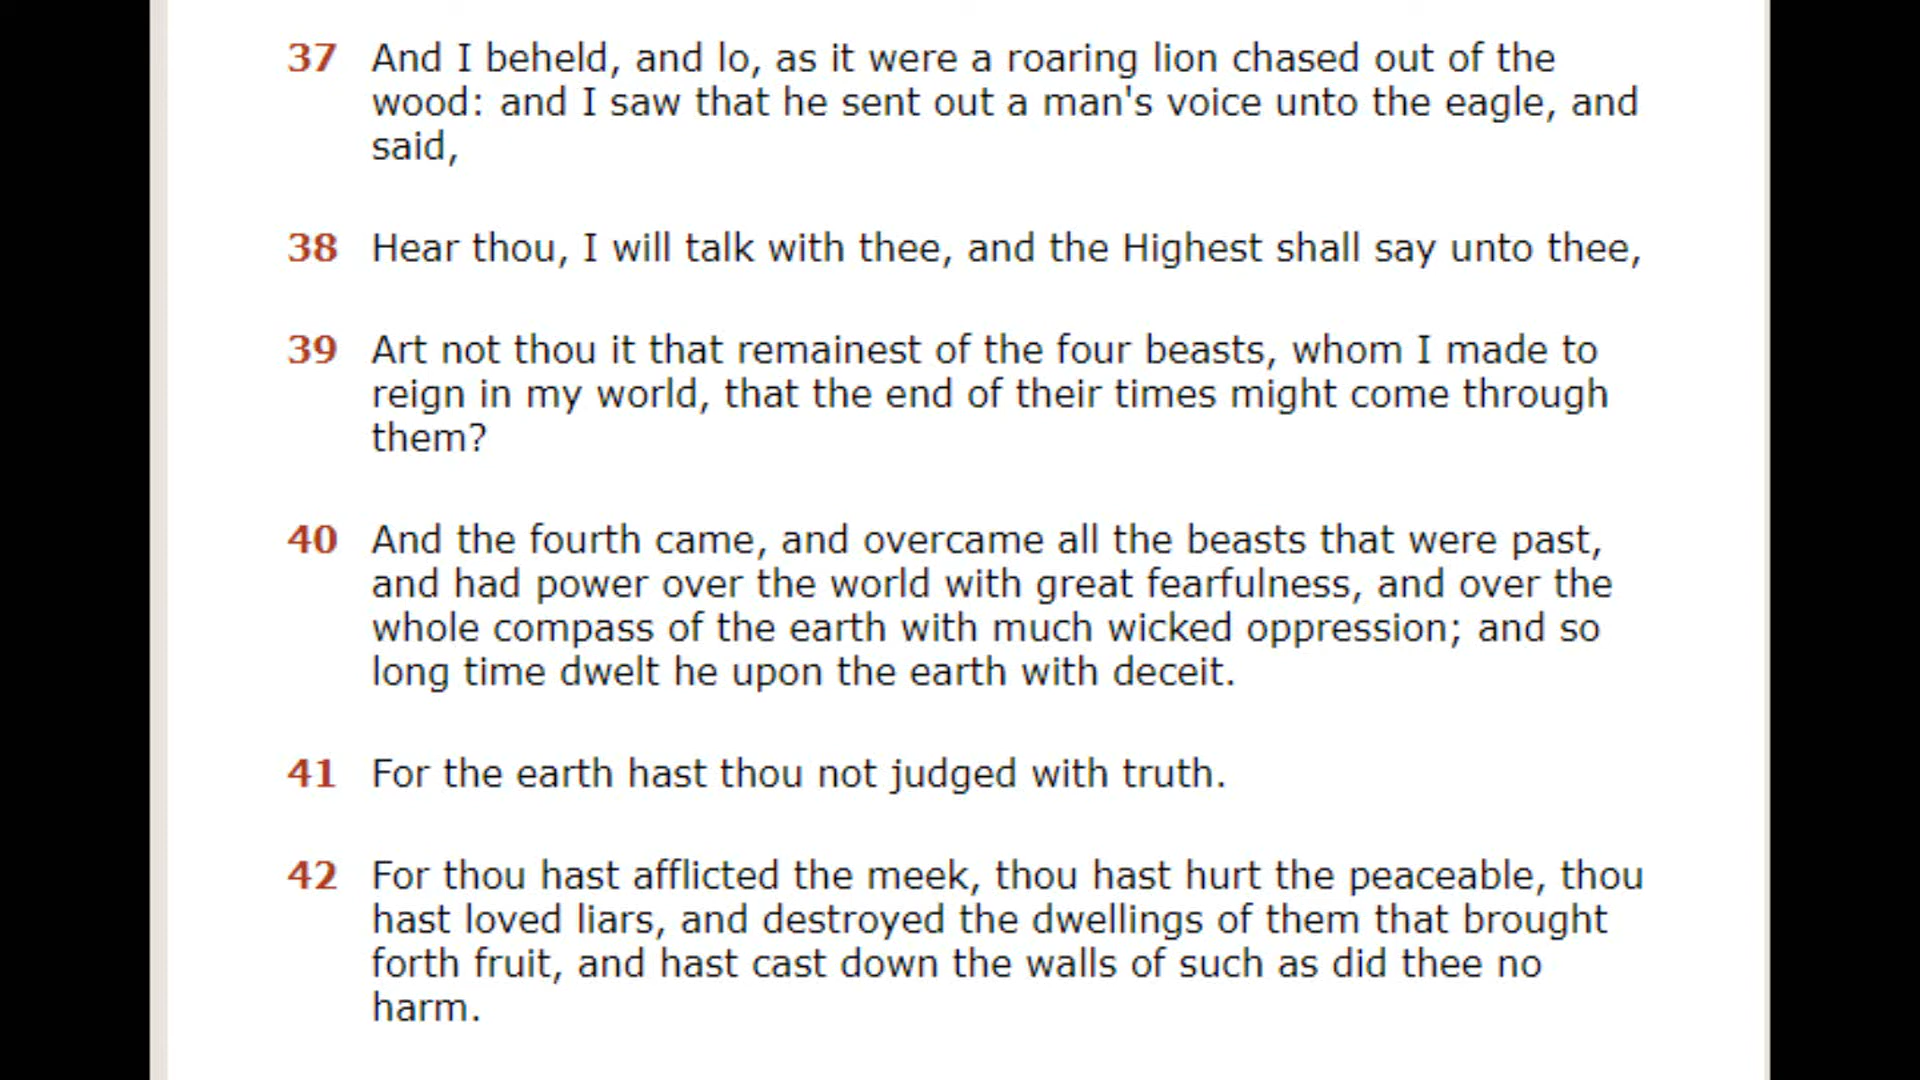 37 And I beheld, and lo, as it were a roaring lion chased out of the
wood: and I saw that he sent out a man's voice unto the eagle, and
said,
38 Hear thou, I will talk with thee, and the Highest shall say unto thee,
39 Art not thou it that remainest of the four beasts, whom I made to
reign in my world, that the end of their times might come through
them?
40 And the fourth came, and overcame all the beasts that were past,
and had power over the world with great fearfulness, and over the
whole compass of the earth with much wicked oppression; and so
long time dwelt he upon the earth with deceit.
41 For the earth hast thou not judged with truth.
42 For thou hast afflicted the meek, thou hast hurt the peaceable, thou
hast loved liars, and destroyed the dwellings of them that brought
forth fruit, and hast cast down the walls of such as did thee no
harm.